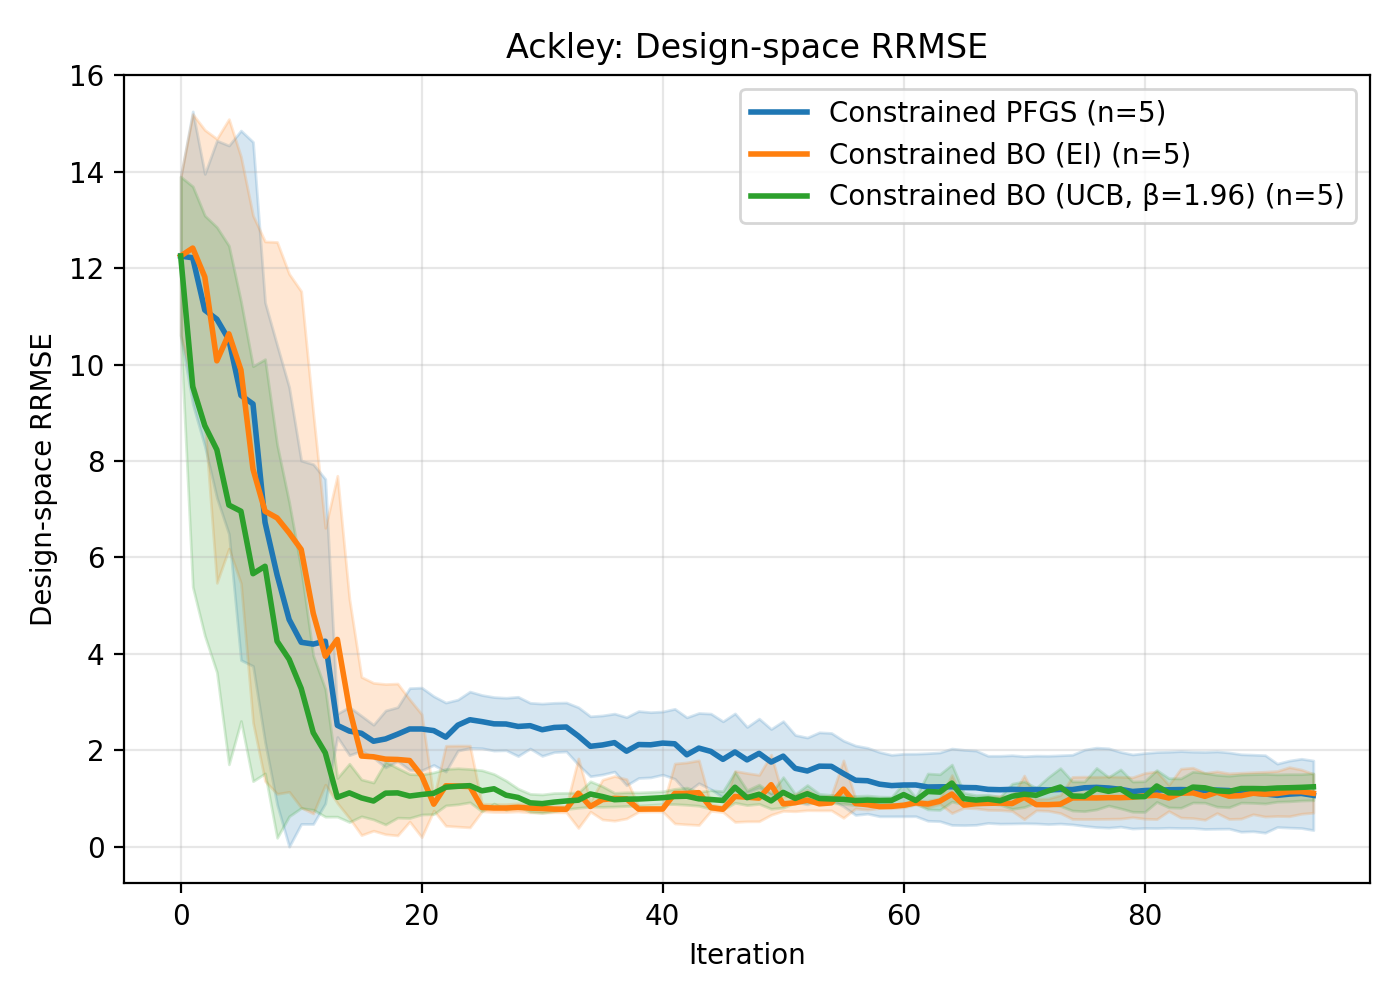 Ackley: Design-space RRMSE
Constrained PFGS (n=5)
Constrained BO (EI) (n=5)
Constrained BO (UCB, β=1.96) (n=5)
Design-space RRMSE
16
14
12
10
8
6
4
2
0
0 20 40 60 80
Iteration